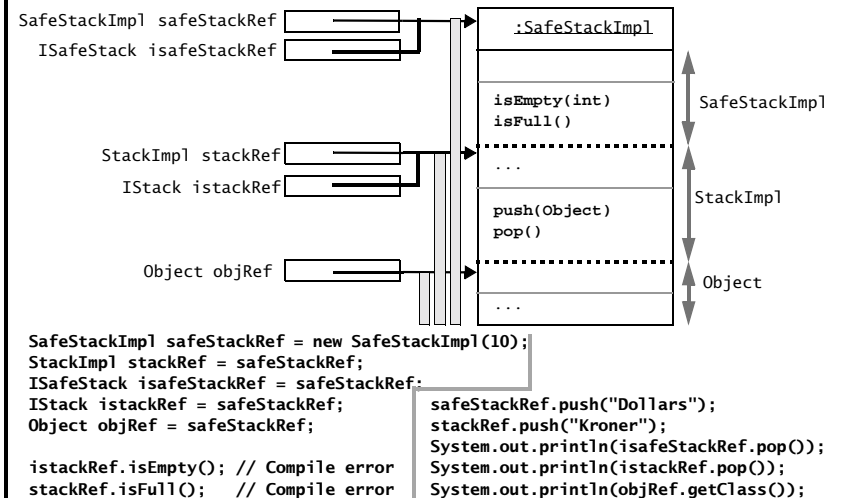 SafeStackImpl safeStackRef
ISafeStack isafeStackRef
:SafeStackImpl
isEmpty(int)
isFull()
SafeStackImpl
StackImpl stackRef
IStack istackRef
...
push(Object)
pop()
StackImpl
Object objRef
Object
...
SafeStackImpl safeStackRef = new SafeStackImpl(10);
StackImpl stackRef = safeStackRef;
ISafeStack isafeStackRef = safeStackRef;
IStack istackRef = safeStackRef;
Object objRef = safeStackRef;
istackRef.isEmpty(); // Compile error
stackRef.isFull();   // Compile error
safeStackRef.push("Dollars");
stackRef.push("Kroner");
System.out.println(isafeStackRef.pop());
System.out.println(istackRef.pop());
System.out.println(objRef.getClass());